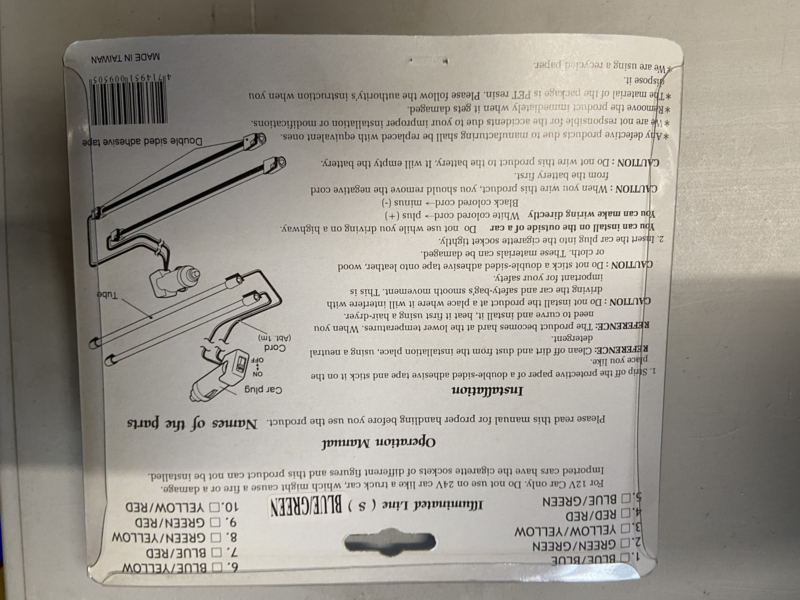 1. □ BLUE/BLUE
2. □ GREEN/GREEN
3. □ YELLOW/YELLOW
4. □ RED/RED
5. □ BLUE/GREEN
6. □ BLUE/YELLOW
7. □ BLUE/RED
8. □ GREEN/YELLOW
9. □ GREEN/RED
10. □ YELLOW/RED
Illuminated Line ( S ) BLUE/GREEN
For 12V Car only. Do not use on 24V car like a truck car, which might cause a fire or a damage.
Imported cars have the cigarette sockets of different figures and this product can not be installed.
Operation Manual
Please read this manual for proper handling before you use the product.
Installation
1. Strip off the protective paper of a double-sided adhesive tape and stick it on the
place you like.
REFERENCE: Clean off dirt and dust from the installation place, using a neutral
detergent.
REFERENCE: The product becomes hard at the lower temperatures. When you
need to curve and install it, heat it first using a hair-dryer.
CAUTION : Do not install the product at a place where it will interfere with
driving the car and safety-bag's smooth movement. This is
important for your safety.
CAUTION : Do not stick a double-sided adhesive tape onto leather, wood
or cloth. These materials can be damaged.
2. Insert the car plug into the cigarette socket tightly.
You can install on the outside of a car Do not use while you driving on a highway.
You can make wiring directly White colored cord→ plus (+)
Black colored cord→ minus (-)
CAUTION : When you wire this product, you should remove the negative cord
from the battery first.
CAUTION : Do not wire this product to the battery. It will empty the battery.
*Any defective products due to manufacturing shall be replaced with equivalent ones.
*We are not responsible for the accidents due to your improper installation or modifications.
*Remove the product immediately when it gets damaged.
*The material of the package is PET resin. Please follow the authority's instruction when you
dispose it.
*We are using a recycled paper.
Names of the parts
Car plug
ON
OFF
Cord
(Abt. 1m)
Tube
Double sided adhesive tape
4 714951 009505
MADE IN TAIWAN